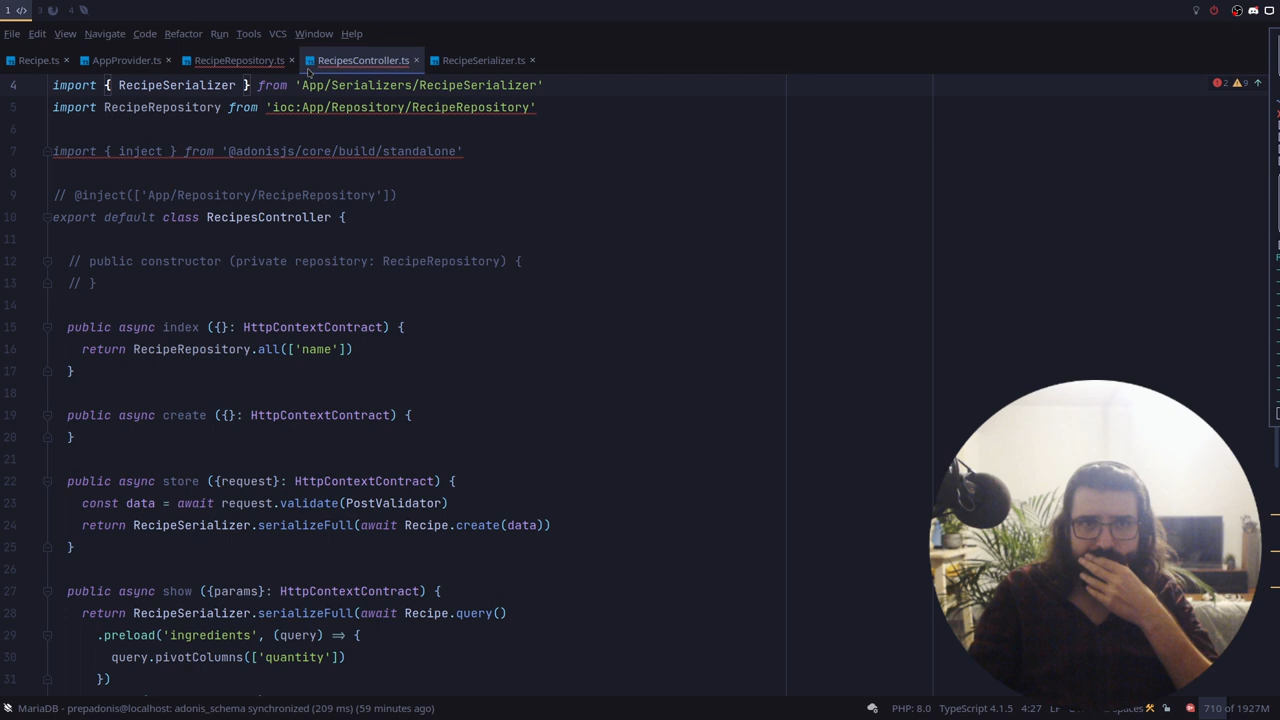 1 </> 3 4
File Edit View Navigate Code Refactor Run Tools VCS Window Help
Recipe.ts × AppProvider.ts × RecipeRepository.ts × RecipesController.ts × RecipeSerializer.ts ×
4 import { RecipeSerializer } from 'App/Serializers/RecipeSerializer'
2 9
5 import RecipeRepository from 'ioc:App/Repository/RecipeRepository'
6
7 import { inject } from '@adonisjs/core/build/standalone'
8
9 // @inject(['App/Repository/RecipeRepository'])
10 export default class RecipesController {
11
12 // public constructor (private repository: RecipeRepository) {
13 // }
14
15 public async index ({}: HttpContextContract) {
16 return RecipeRepository.all(['name'])
17 }
18
19 public async create ({}: HttpContextContract) {
20 }
21
22 public async store ({request}: HttpContextContract) {
23 const data = await request.validate(PostValidator)
24 return RecipeSerializer.serializeFull(await Recipe.create(data))
25 }
26
27 public async show ({params}: HttpContextContract) {
28 return RecipeSerializer.serializeFull(await Recipe.query()
29 .preload('ingredients', (query) => {
30 query.pivotColumns(['quantity'])
31 })
MariaDB - prepadonis@localhost: adonis_schema synchronized (209 ms) (59 minutes ago) PHP: 8.0 TypeScript 4.1.5 4:27 710 of 1927M